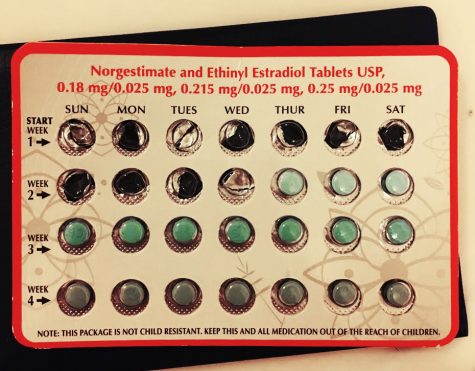 Norgestimate and Ethinyl Estradiol Tablets USP,
0.18 mg/0.025 mg, 0.215 mg/0.025 mg, 0.25 mg/0.025 mg
SUN MON TUES WED THUR FRI SAT
START
WEEK
1
WEEK
2
WEEK
3
WEEK
4
NOTE: THIS PACKAGE IS NOT CHILD RESISTANT. KEEP THIS AND ALL MEDICATION OUT OF THE REACH OF CHILDREN.